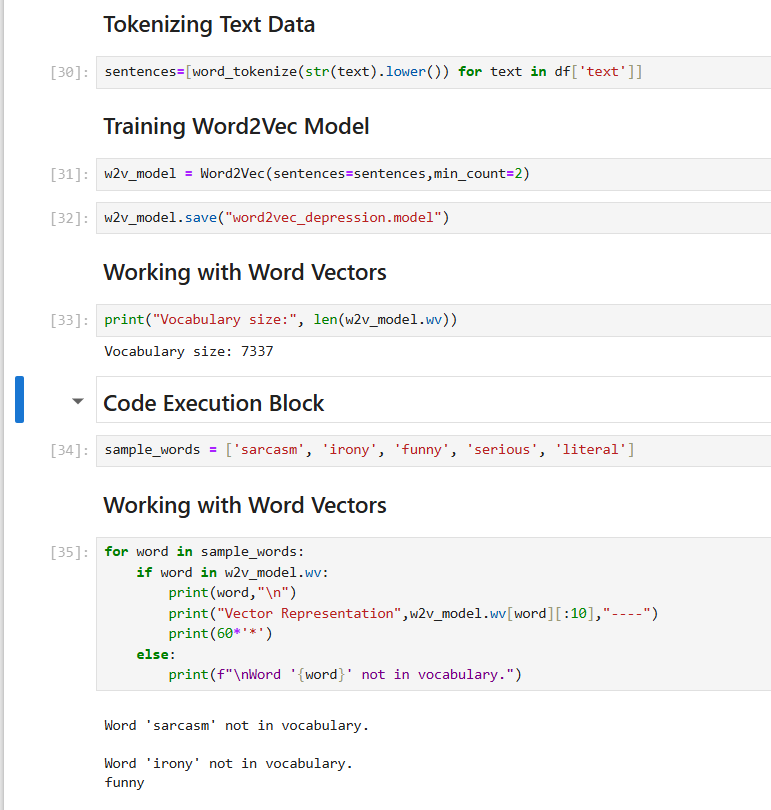 Tokenizing Text Data
[30]: sentences=[word_tokenize(str(text).lower()) for text in df['text']]
Training Word2Vec Model
[31]: w2v_model = Word2Vec(sentences=sentences,min_count=2)
[32]: w2v_model.save("word2vec_depression.model")
Working with Word Vectors
[33]: print("Vocabulary size:", len(w2v_model.wv))
Vocabulary size: 7337
Code Execution Block
[34]: sample_words = ['sarcasm', 'irony', 'funny', 'serious', 'literal']
Working with Word Vectors
[35]: for word in sample_words:
    if word in w2v_model.wv:
        print(word,"\n")
        print("Vector Representation",w2v_model.wv[word][:10],"----")
        print(60*'*')
    else:
        print(f"\nWord '{word}' not in vocabulary.")
Word 'sarcasm' not in vocabulary.
Word 'irony' not in vocabulary.
funny